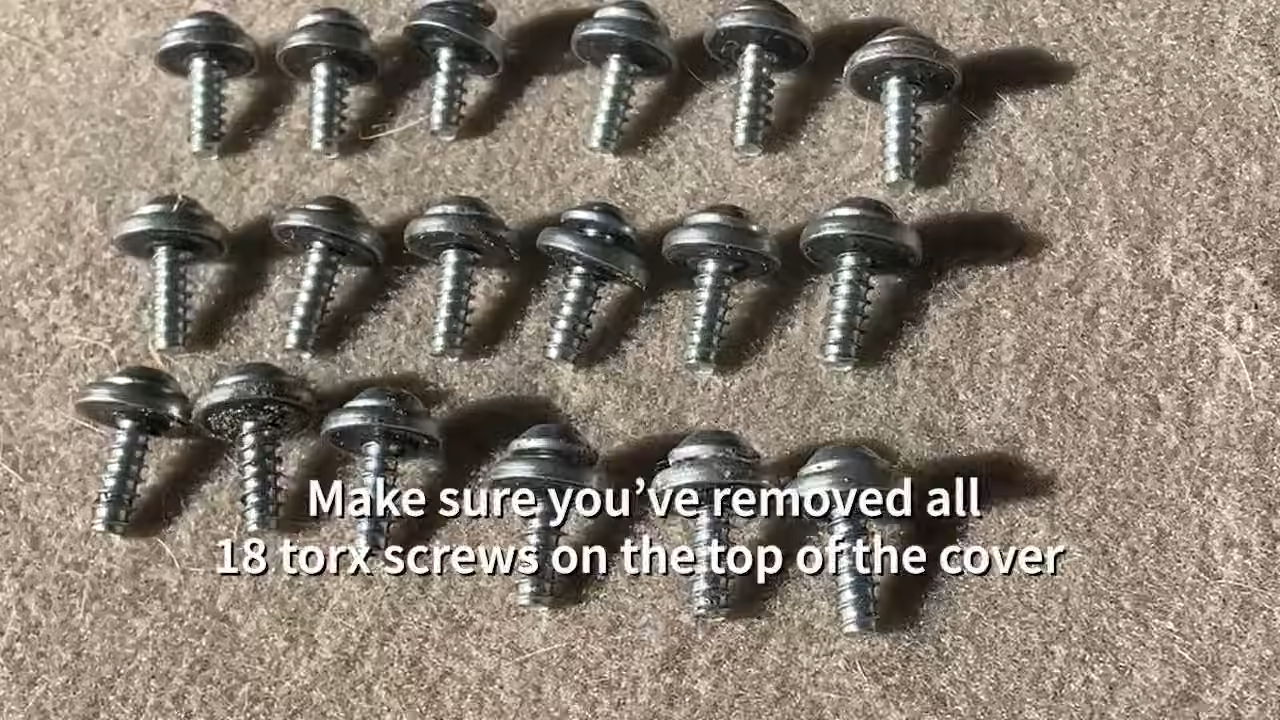 Make sure you’ve removed all
18 torx screws on the top of the cover